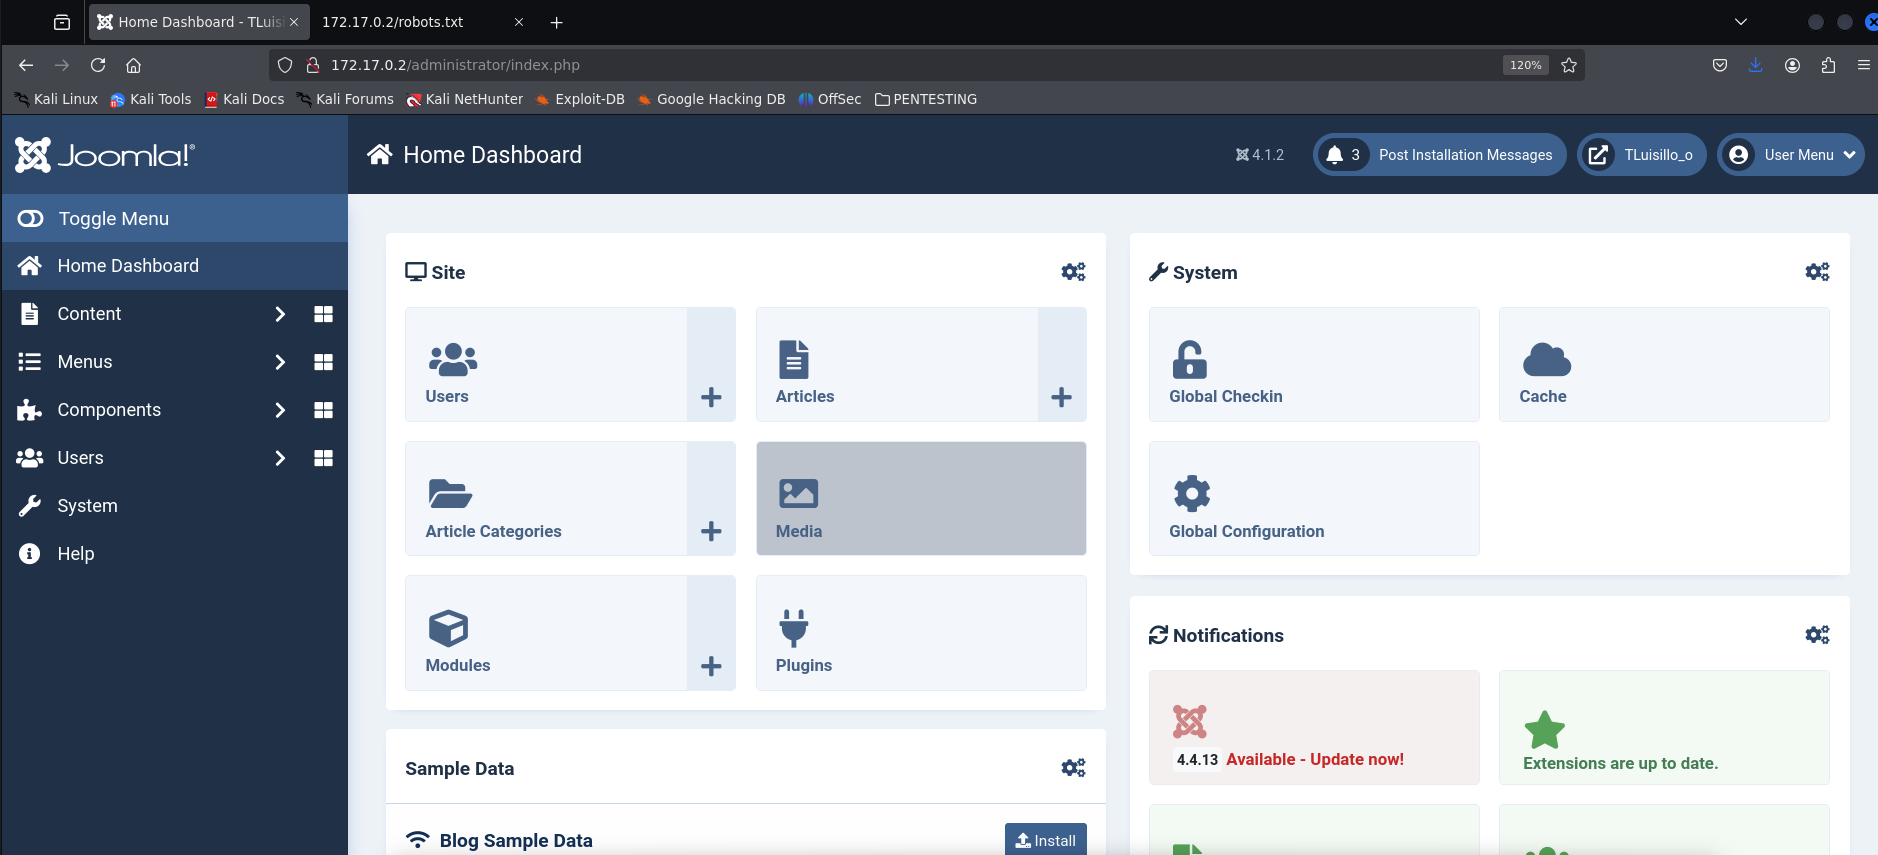 Home Dashboard - TLuis
172.17.0.2/robots.txt
172.17.0.2/administrator/index.php
120%
Kali Linux
Kali Tools
Kali Docs
Kali Forums
Kali NetHunter
Exploit-DB
Google Hacking DB
OffSec
PENTESTING
Joomla!®
Home Dashboard
4.1.2
3
Post Installation Messages
TLuisillo_o
User Menu
Toggle Menu
Home Dashboard
Content
Menus
Components
Users
System
Help
Site
Users
Articles
Article Categories
Media
Modules
Plugins
Sample Data
Blog Sample Data
Install
System
Global Checkin
Cache
Global Configuration
Notifications
4.4.13 Available - Update now!
Extensions are up to date.